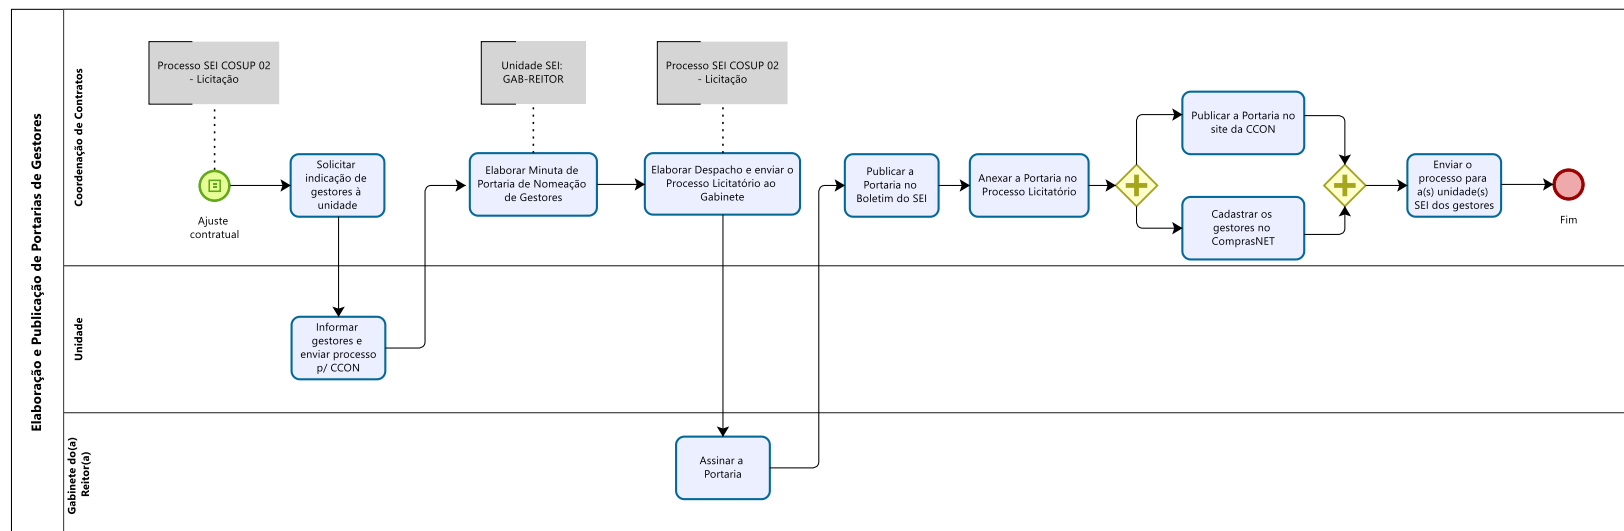 Elaboração e Publicação de Portarias de Gestores
Coordenação de Contratos
Processo SEI COSUP 02
- Licitação
Unidade SEI:
GAB-REITOR
Processo SEI COSUP 02
- Licitação
Ajuste
contratual
Solicitar
indicação de
gestores à
unidade
Elaborar Minuta de
Portaria de Nomeação
de Gestores
Elaborar Despacho e enviar o
Processo Licitatório ao
Gabinete
Publicar a
Portaria no
Boletim do SEI
Anexar a Portaria no
Processo Licitatório
Publicar a Portaria no
site da CCON
Cadastrar os
gestores no
ComprasNET
Enviar o
processo para
a(s) unidade(s)
SEI dos gestores
Fim
Unidade
Informar
gestores e
enviar processo
p/ CCON
Gabinete do(a)
Reitor(a)
Assinar a
Portaria